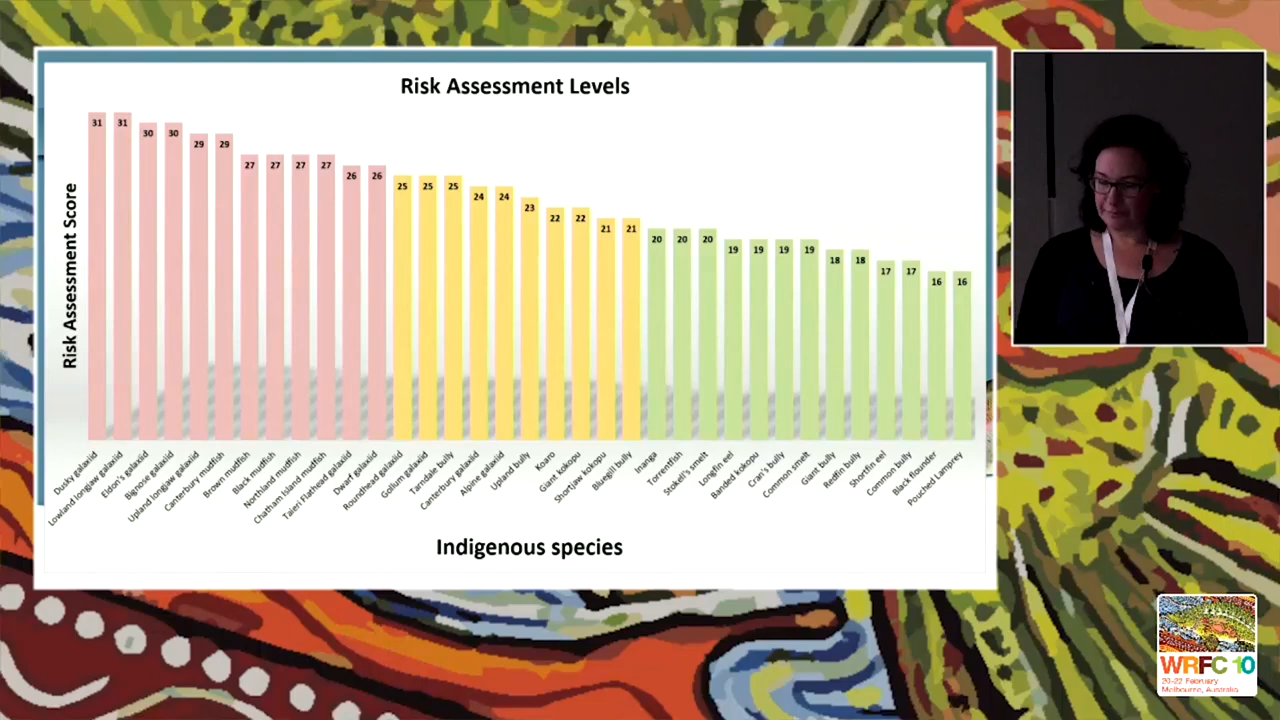 Risk Assessment Levels
Risk Assessment Score
31
31
30
30
29
29
27
27
27
27
26
26
25
25
25
24
24
23
22
22
21
21
20
20
20
19
19
19
19
18
18
17
17
16
16
Dusky galaxiid
Lowland longjaw galaxiid
Eldon's galaxiid
Bignose galaxiid
Upland longjaw galaxiid
Canterbury mudfish
Brown mudfish
Black mudfish
Northland mudfish
Chatham Island mudfish
Taieri Flathead galaxiid
Dwarf galaxiid
Roundhead galaxiid
Gollum galaxiid
Tarndale bully
Canterbury galaxiid
Alpine galaxiid
Upland bully
Koaro
Giant kokopu
Shortjaw kokopu
Bluegill bully
Inanga
Torrentfish
Stokell's smelt
Longfin eel
Banded kokopu
Cran's bully
Common smelt
Giant bully
Redfin bully
Shortfin eel
Common bully
Black flounder
Pouched Lamprey
Indigenous species
WRFC 10
20-22 February
Melbourne, Australia